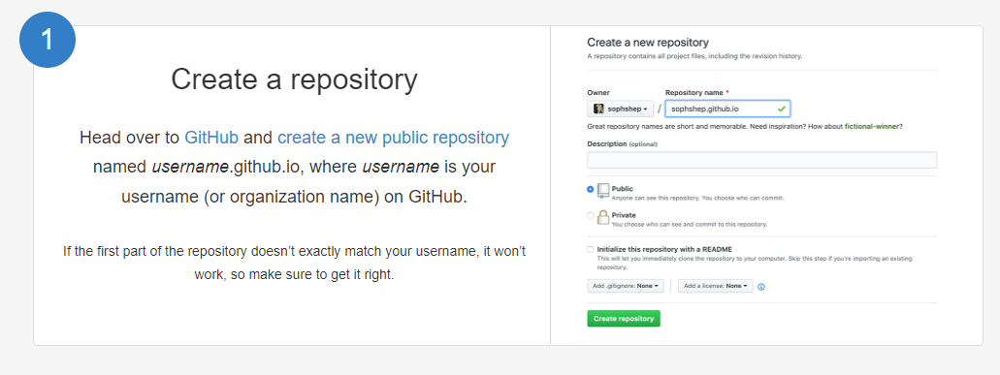 1
Create a repository
Head over to GitHub and create a new public repository
named username.github.io, where username is your
username (or organization name) on GitHub.
If the first part of the repository doesn’t exactly match your username, it won’t
work, so make sure to get it right.
Create a new repository
A repository contains all project files, including the revision history.
Owner Repository name *
sophshep / sophshep.github.io
Great repository names are short and memorable. Need inspiration? How about fictional-winner?
Description (optional)
Public
Anyone can see this repository. You choose who can commit.
Private
You choose who can see and commit to this repository.
Initialize this repository with a README
This will let you immediately clone the repository to your computer. Skip this step if you're importing an existing
repository.
Add .gitignore: None Add a license: None
Create repository